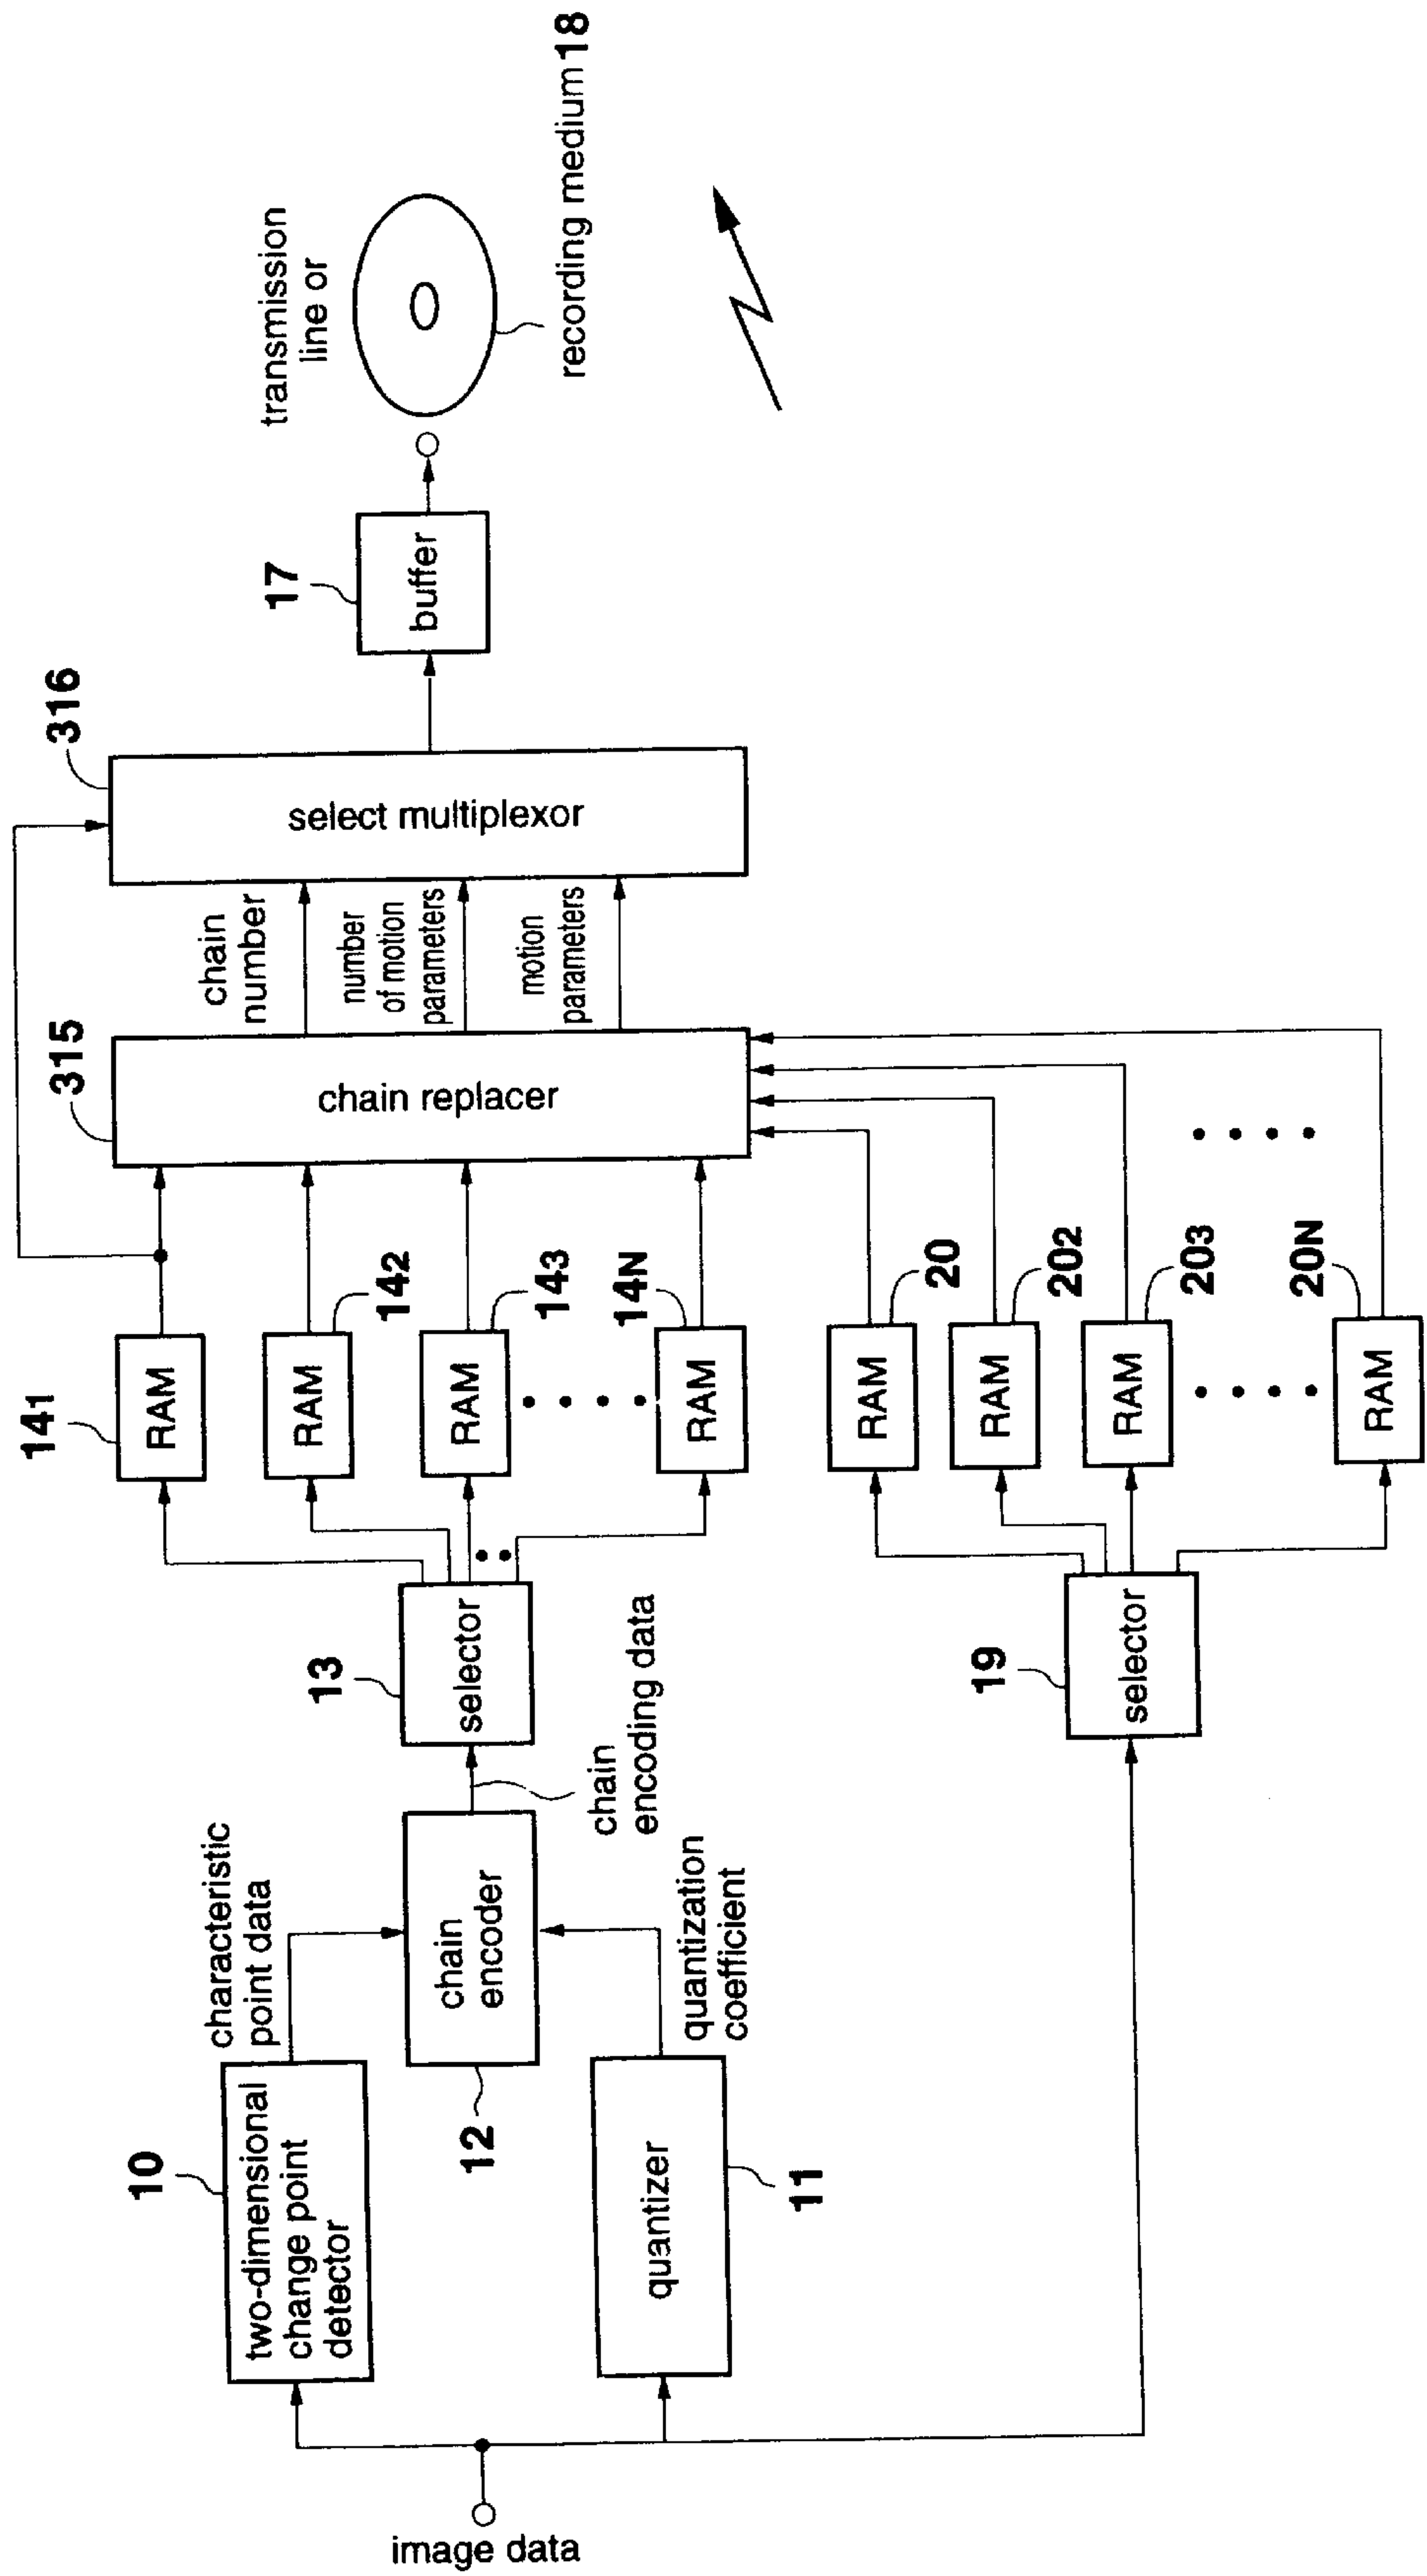 image data
10
two-dimensional
change point
detector
characteristic
point data
quantizer
11
quantization
coefficient
chain
encoder
12
chain
encoding data
13
selector
19
selector
141
RAM
RAM
142
RAM
143
RAM
14N
RAM
20
RAM
202
RAM
203
RAM
20N
315
chain replacer
chain
number
number
of motion
parameters
motion
parameters
316
select multiplexor
17
buffer
transmission
line or
recording medium 18